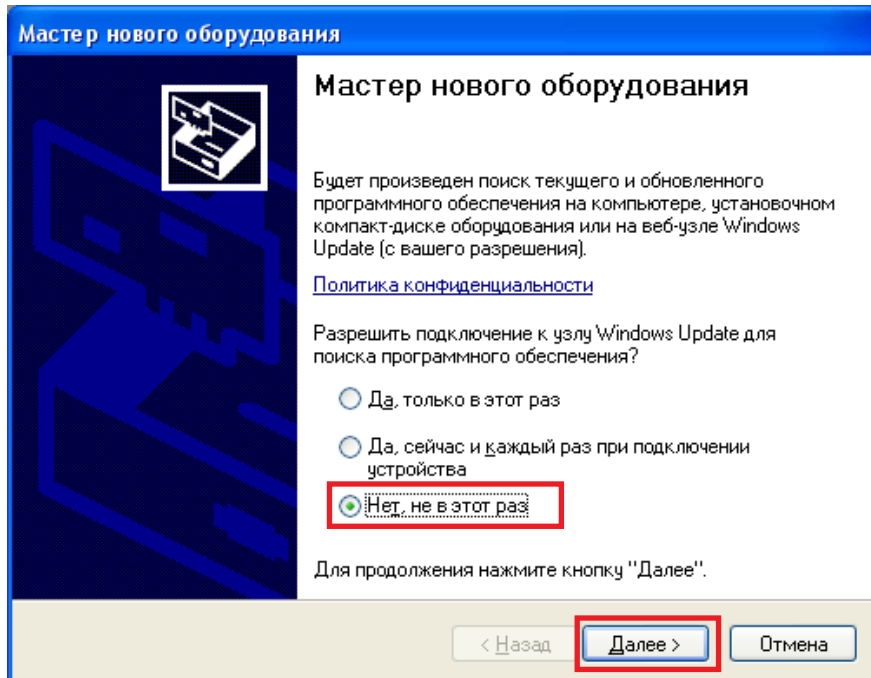 Мастер нового оборудования
Мастер нового оборудования
Будет произведен поиск текущего и обновленного
программного обеспечения на компьютере, установочном
компакт-диске оборудования или на веб-узле Windows
Update (с вашего разрешения).
Политика конфиденциальности
Разрешить подключение к узлу Windows Update для
поиска программного обеспечения?
Да, только в этот раз
Да, сейчас и каждый раз при подключении
устройства
Нет, не в этот раз
Для продолжения нажмите кнопку "Далее".
< Назад Далее > Отмена